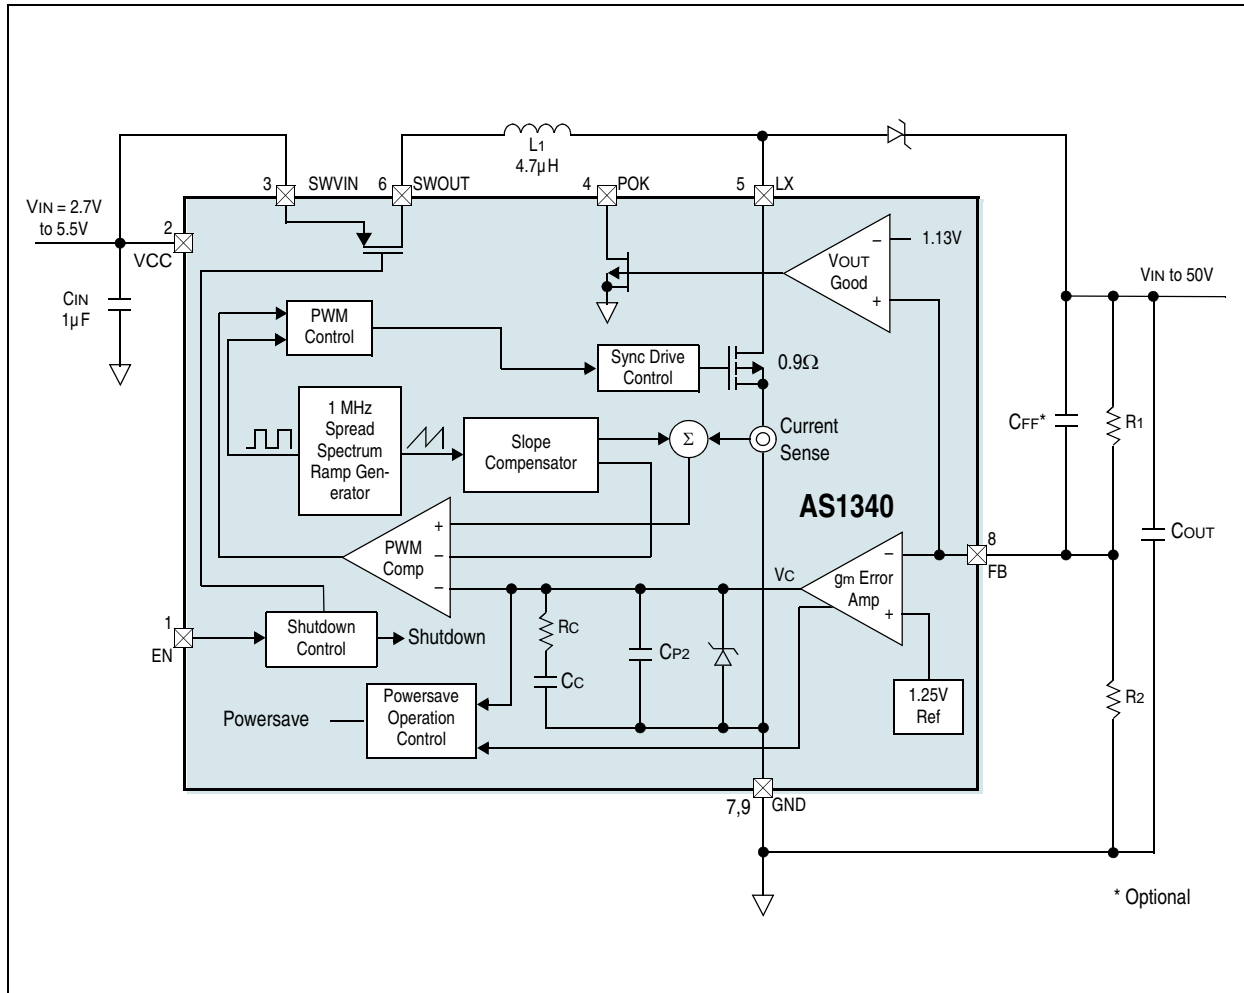 L1
4.7µH
3
SWVIN
6
SWOUT
4
POK
5
LX
VIN = 2.7V
to 5.5V
2
VCC
CIN
1µF
−
1.13V
VOUT
Good
+
VIN to 50V
PWM
Control
Sync Drive
Control
0.9Ω
1 MHz
Spread
Spectrum
Ramp Gen-
erator
Slope
Compensator
Σ
Current
Sense
CFF*
R1
AS1340
COUT
+
PWM
Comp
−
−
VC
−
gm Error
Amp
+
8
FB
1
EN
Shutdown
Control
Shutdown
RC
CC
CP2
1.25V
Ref
R2
Powersave
Powersave
Operation
Control
7,9
GND
* Optional